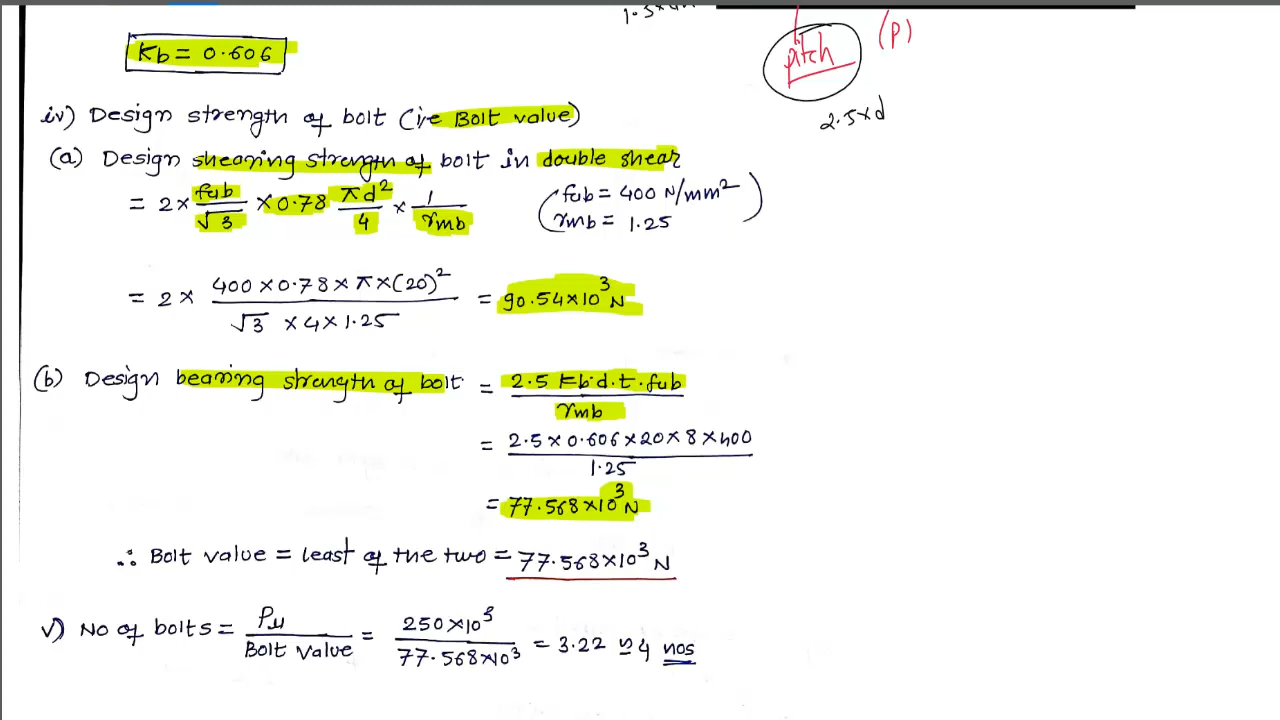 1.5×dh
pitch (P)
2.5×d
Kb = 0.606
iv) Design strength of bolt (i,e Bolt value)
(a) Design shearing strength of bolt in double shear
= 2 × fub/√3 × 0.78 πd²/4 × 1/γmb (fub = 400 N/mm² γmb = 1.25)
= 2 × 400×0.78×π×(20)²/√3 ×4×1.25 = 90.54×10³ N
(b) Design bearing strength of bolt = 2.5 Kb.d.t.fub/γmb
= 2.5×0.606×20×8×400/1.25
= 77.568×10³ N
∴ Bolt value = least of the two = 77.568×10³ N
v) No of bolts = Pu/Bolt value = 250×10³/77.568×10³ = 3.22 ≃ 4 nos